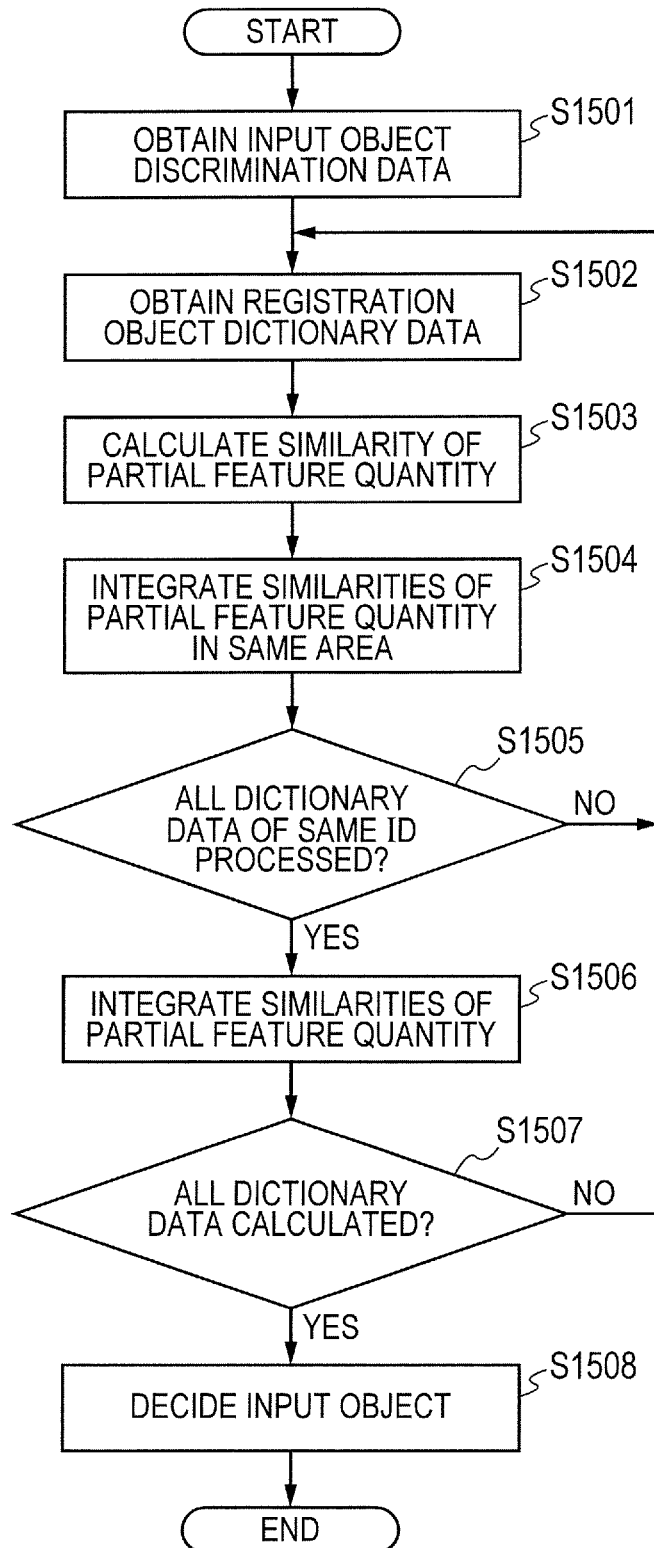 START
S1501
OBTAIN INPUT OBJECT
DISCRIMINATION DATA
S1502
OBTAIN REGISTRATION
OBJECT DICTIONARY DATA
S1503
CALCULATE SIMILARITY OF
PARTIAL FEATURE QUANTITY
S1504
INTEGRATE SIMILARITIES OF
PARTIAL FEATURE QUANTITY
IN SAME AREA
S1505
ALL DICTIONARY
DATA OF SAME ID
PROCESSED?
NO
YES
S1506
INTEGRATE SIMILARITIES OF
PARTIAL FEATURE QUANTITY
S1507
ALL DICTIONARY
DATA CALCULATED?
NO
YES
S1508
DECIDE INPUT OBJECT
END